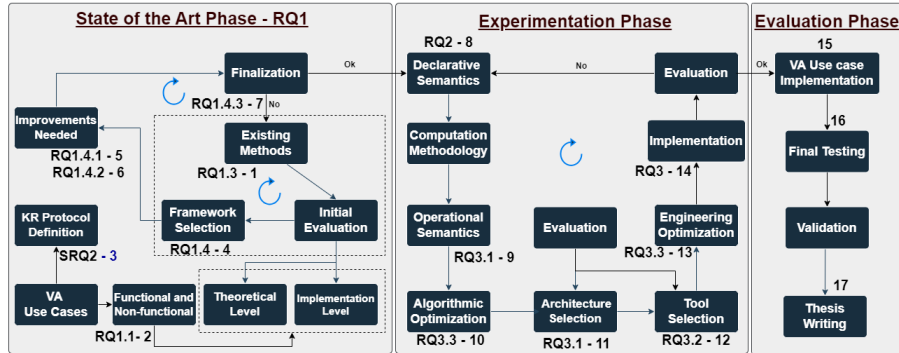 State of the Art Phase - RQ1
Finalization
Ok
RQ1.4.3 - 7
No
Improvements
Needed
RQ1.4.1 - 5
RQ1.4.2 - 6
Existing
Methods
RQ1.3 - 1
KR Protocol
Definition
SRQ2 - 3
Framework
Selection
RQ1.4 - 4
Initial
Evaluation
VA
Use Cases
Functional and
Non-functional
RQ1.1- 2
Theoretical
Level
Implementation
Level
Experimentation Phase
RQ2 - 8
Declarative
Semantics
No
Evaluation
Ok
Computation
Methodology
Implementation
RQ3 - 14
Operational
Semantics
RQ3.1 - 9
Evaluation
Engineering
Optimization
RQ3.3 - 13
Algorithmic
Optimization
RQ3.3 - 10
Architecture
Selection
RQ3.1 - 11
Tool
Selection
RQ3.2 - 12
Evaluation Phase
15
VA Use case
Implementation
16
Final Testing
Validation
17
Thesis
Writing